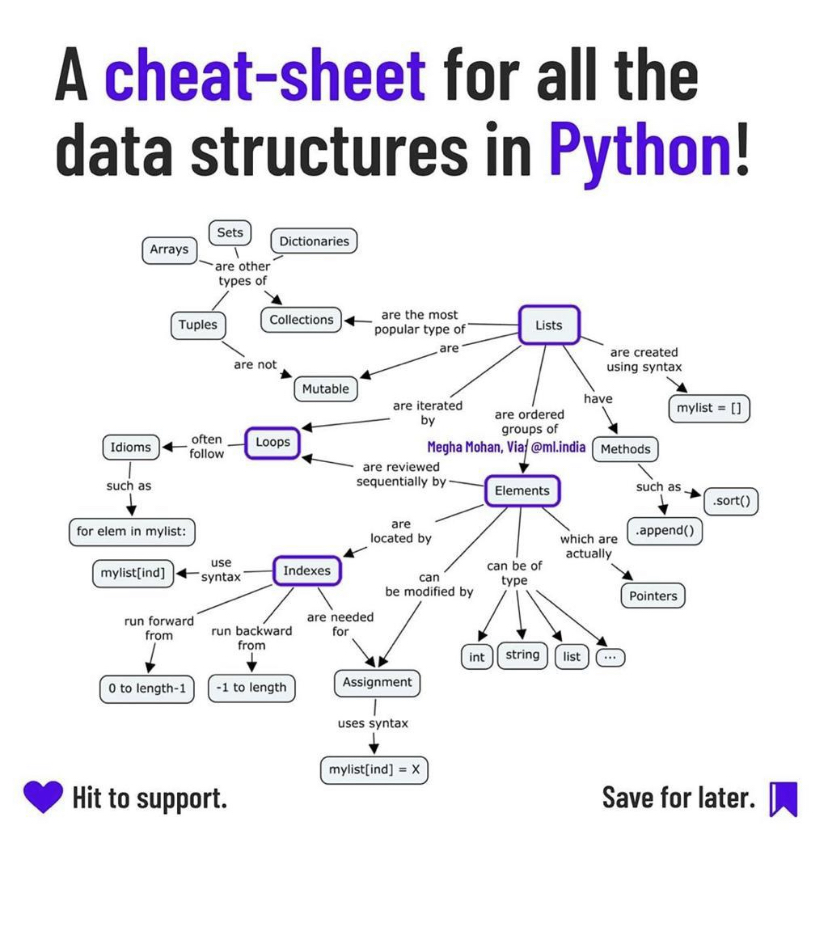 A cheat-sheet for all the
data structures in Python!
Sets
Arrays
Dictionaries
are other
types of
Tuples
Collections
are the most
popular type of
Lists
are not
are
Mutable
are created
using syntax
mylist = []
are iterated
by
are ordered
groups of
have
Megha Mohan, Via: @ml.india
Idioms
often
follow
Loops
Methods
such as
are reviewed
sequentially by
Elements
such as
.sort()
.append()
for elem in mylist:
are
located by
which are
actually
mylist[ind]
use
syntax
Indexes
can
be modified by
can be of
type
Pointers
run forward
from
run backward
from
are needed
for
int
string
list
...
0 to length-1
-1 to length
Assignment
uses syntax
mylist[ind] = X
Hit to support.
Save for later.